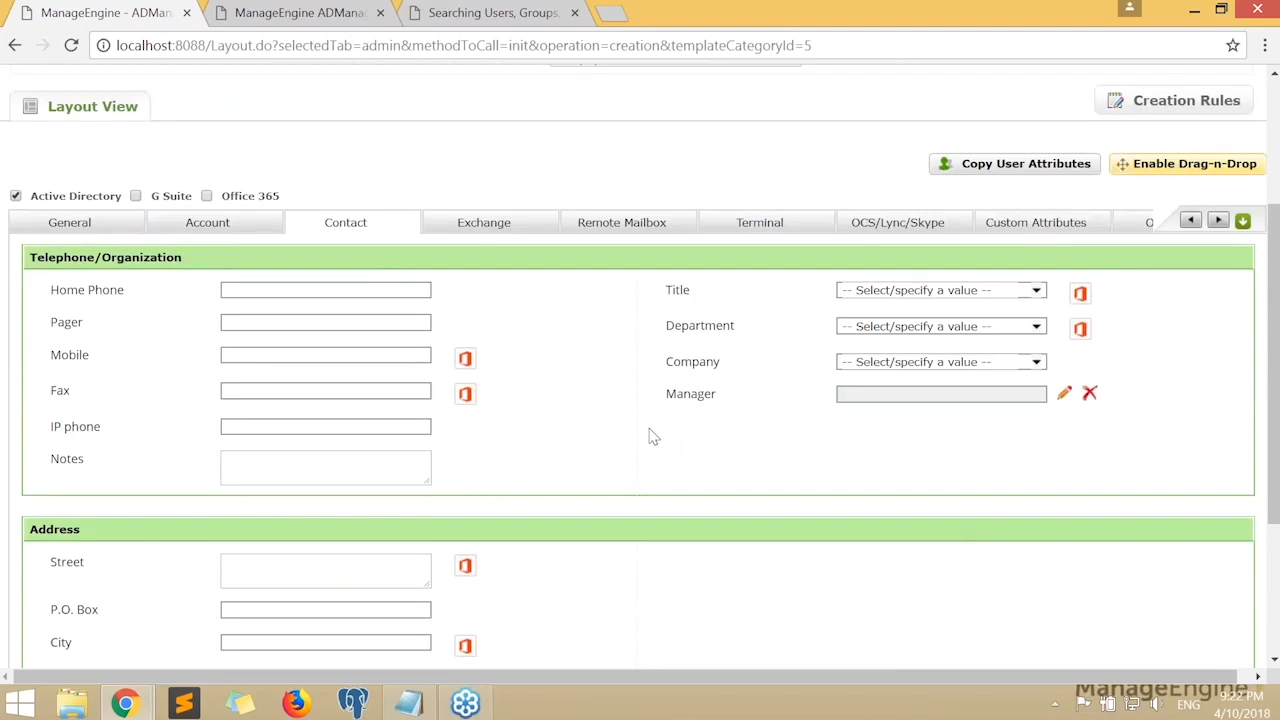 ManageEngine - ADMan
ManageEngine ADManag
Searching Users, Groups,
localhost:8088/Layout.do?selectedTab=admin&methodToCall=init&operation=creation&templateCategoryId=5
Layout View
Creation Rules
Copy User Attributes
Enable Drag-n-Drop
Active Directory
G Suite
Office 365
General
Account
Contact
Exchange
Remote Mailbox
Terminal
OCS/Lync/Skype
Custom Attributes
Telephone/Organization
Home Phone
Title
-- Select/specify a value --
Pager
Department
-- Select/specify a value --
Mobile
Company
-- Select/specify a value --
Fax
Manager
IP phone
Notes
Address
Street
P.O. Box
City
ManageEngine
ENG
9:22 PM
4/10/2018